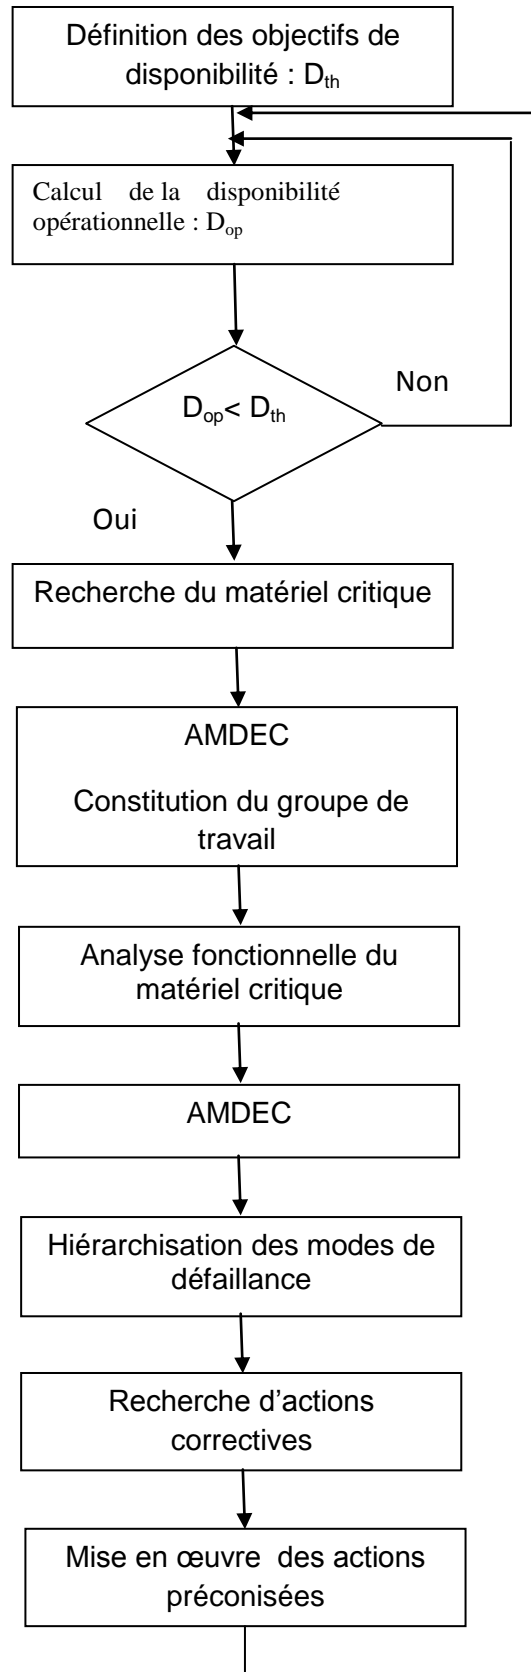 Définition des objectifs de
disponibilité : Dth
Calcul de la disponibilité
opérationnelle : Dop
Dop< Dth
Non
Oui
Recherche du matériel critique
AMDEC
Constitution du groupe de
travail
Analyse fonctionnelle du
matériel critique
AMDEC
Hiérarchisation des modes de
défaillance
Recherche d’actions
correctives
Mise en œuvre des actions
préconisées